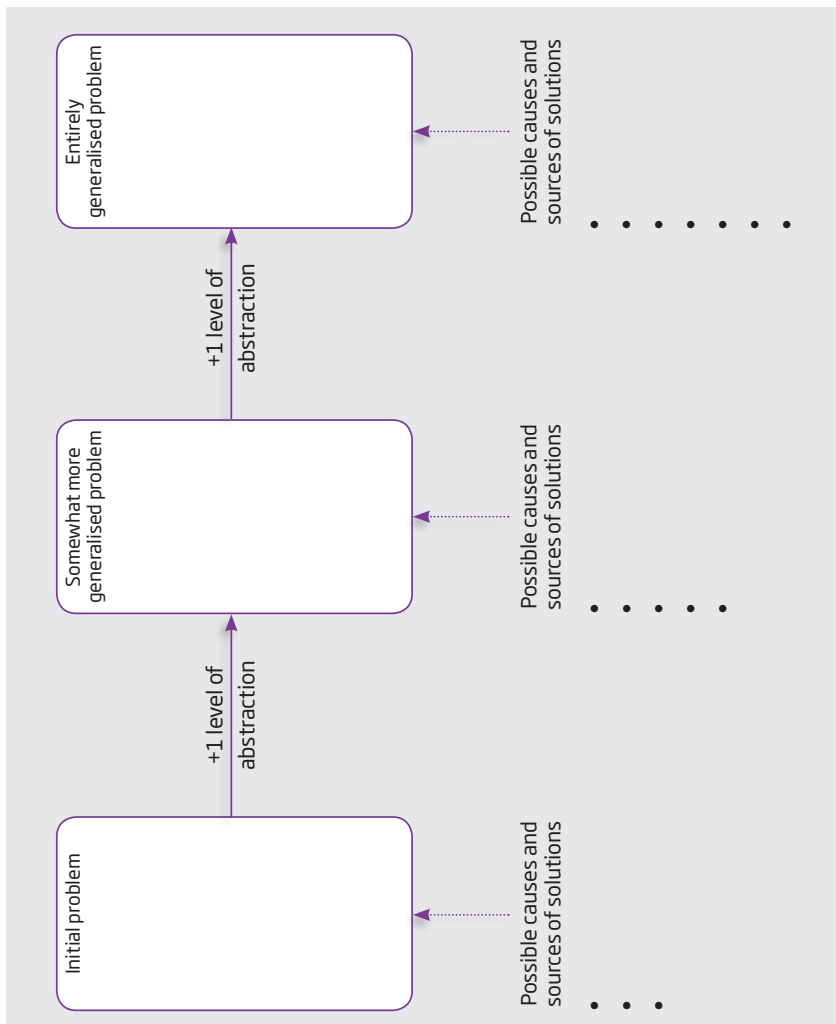 Initial problem
+1 level of
abstraction
Somewhat more
generalised problem
+1 level of
abstraction
Entirely
generalised problem
Possible causes and
sources of solutions
•
•
•
Possible causes and
sources of solutions
•
•
•
•
•
Possible causes and
sources of solutions
•
•
•
•
•
•
•